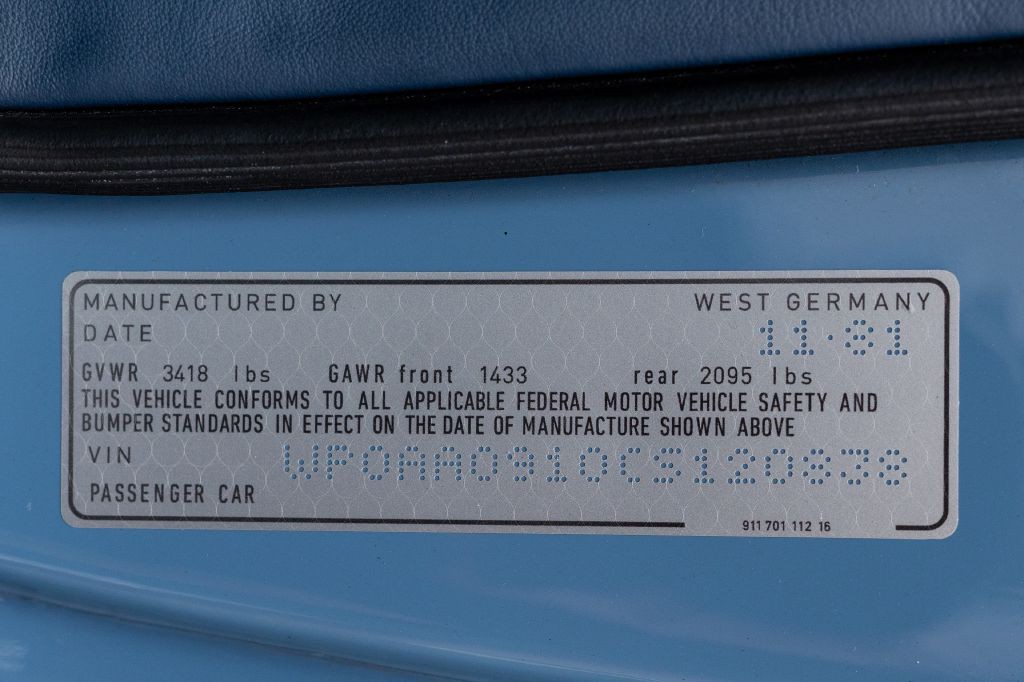 MANUFACTURED BY WEST GERMANY
DATE 11·81
GVWR 3418 lbs GAWR front 1433 rear 2095 lbs
THIS VEHICLE CONFORMS TO ALL APPLICABLE FEDERAL MOTOR VEHICLE SAFETY AND
BUMPER STANDARDS IN EFFECT ON THE DATE OF MANUFACTURE SHOWN ABOVE
VIN WP0AA0910CS120838
PASSENGER CAR
911 701 112 16